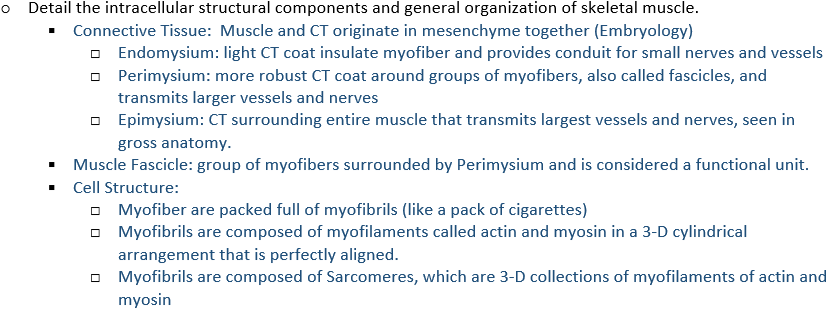 o Detail the intracellular structural components and general organization of skeletal muscle.
▪ Connective Tissue:  Muscle and CT originate in mesenchyme together (Embryology)
□ Endomysium: light CT coat insulate myofiber and provides conduit for small nerves and vessels
□ Perimysium: more robust CT coat around groups of myofibers, also called fascicles, and
transmits larger vessels and nerves
□ Epimysium: CT surrounding entire muscle that transmits largest vessels and nerves, seen in
gross anatomy.
▪ Muscle Fascicle: group of myofibers surrounded by Perimysium and is considered a functional unit.
▪ Cell Structure:
□ Myofiber are packed full of myofibrils (like a pack of cigarettes)
□ Myofibrils are composed of myofilaments called actin and myosin in a 3-D cylindrical
arrangement that is perfectly aligned.
□ Myofibrils are composed of Sarcomeres, which are 3-D collections of myofilaments of actin and
myosin